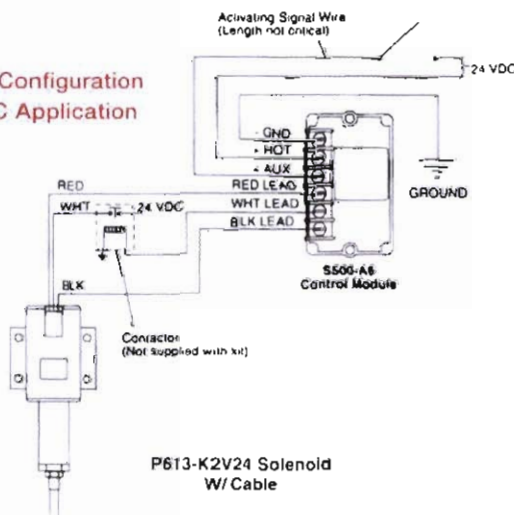 Activating Signal Wire
(Length not critical)
Configuration
C Application
24 VDC
GND
HOT
AUX
RED
RED LEAD
WHT
24 VDC
WHT LEAD
BLK LEAD
GROUND
S500-A6
Control Module
BLK
Contactor
(Not supplied with kit)
P613-K2V24 Solenoid
W/ Cable